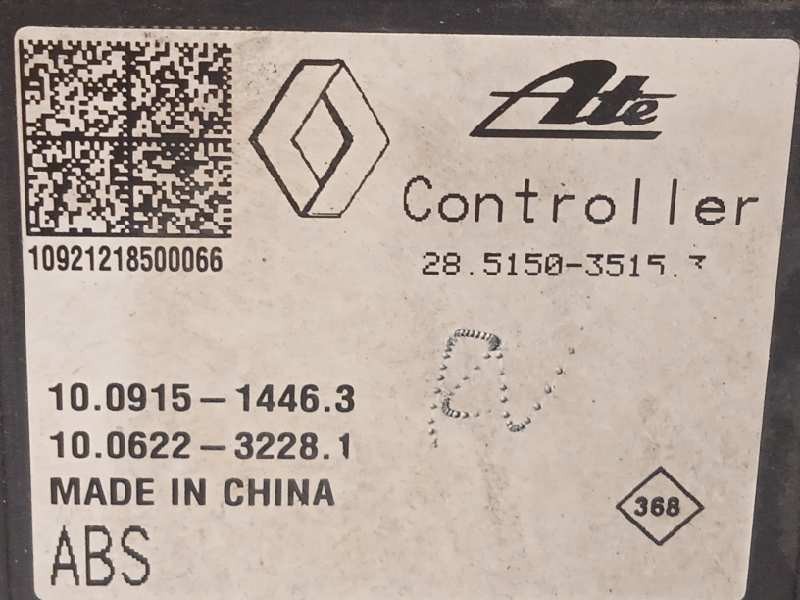 Ate
Controller
10921218500066
28.5150-3515.3
10.0915-1446.3
10.0622-3228.1
MADE IN CHINA
368
ABS